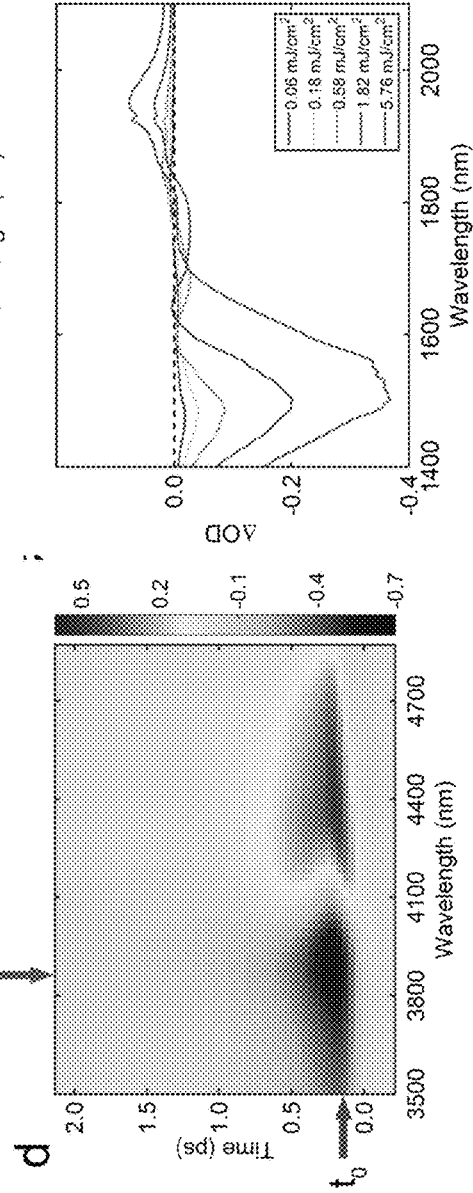 d
;
Time (ps)
2.0
1.5
1.0
0.5
0.0
t0
3500
3800
4100
4400
4700
Wavelength (nm)
0.5
0.2
-0.1
-0.4
-0.7
ΔOD
0.0
-0.2
-0.4
1400
1600
1800
2000
Wavelength (nm)
0.06 mJ/cm²
0.18 mJ/cm²
0.58 mJ/cm²
1.82 mJ/cm²
5.76 mJ/cm²